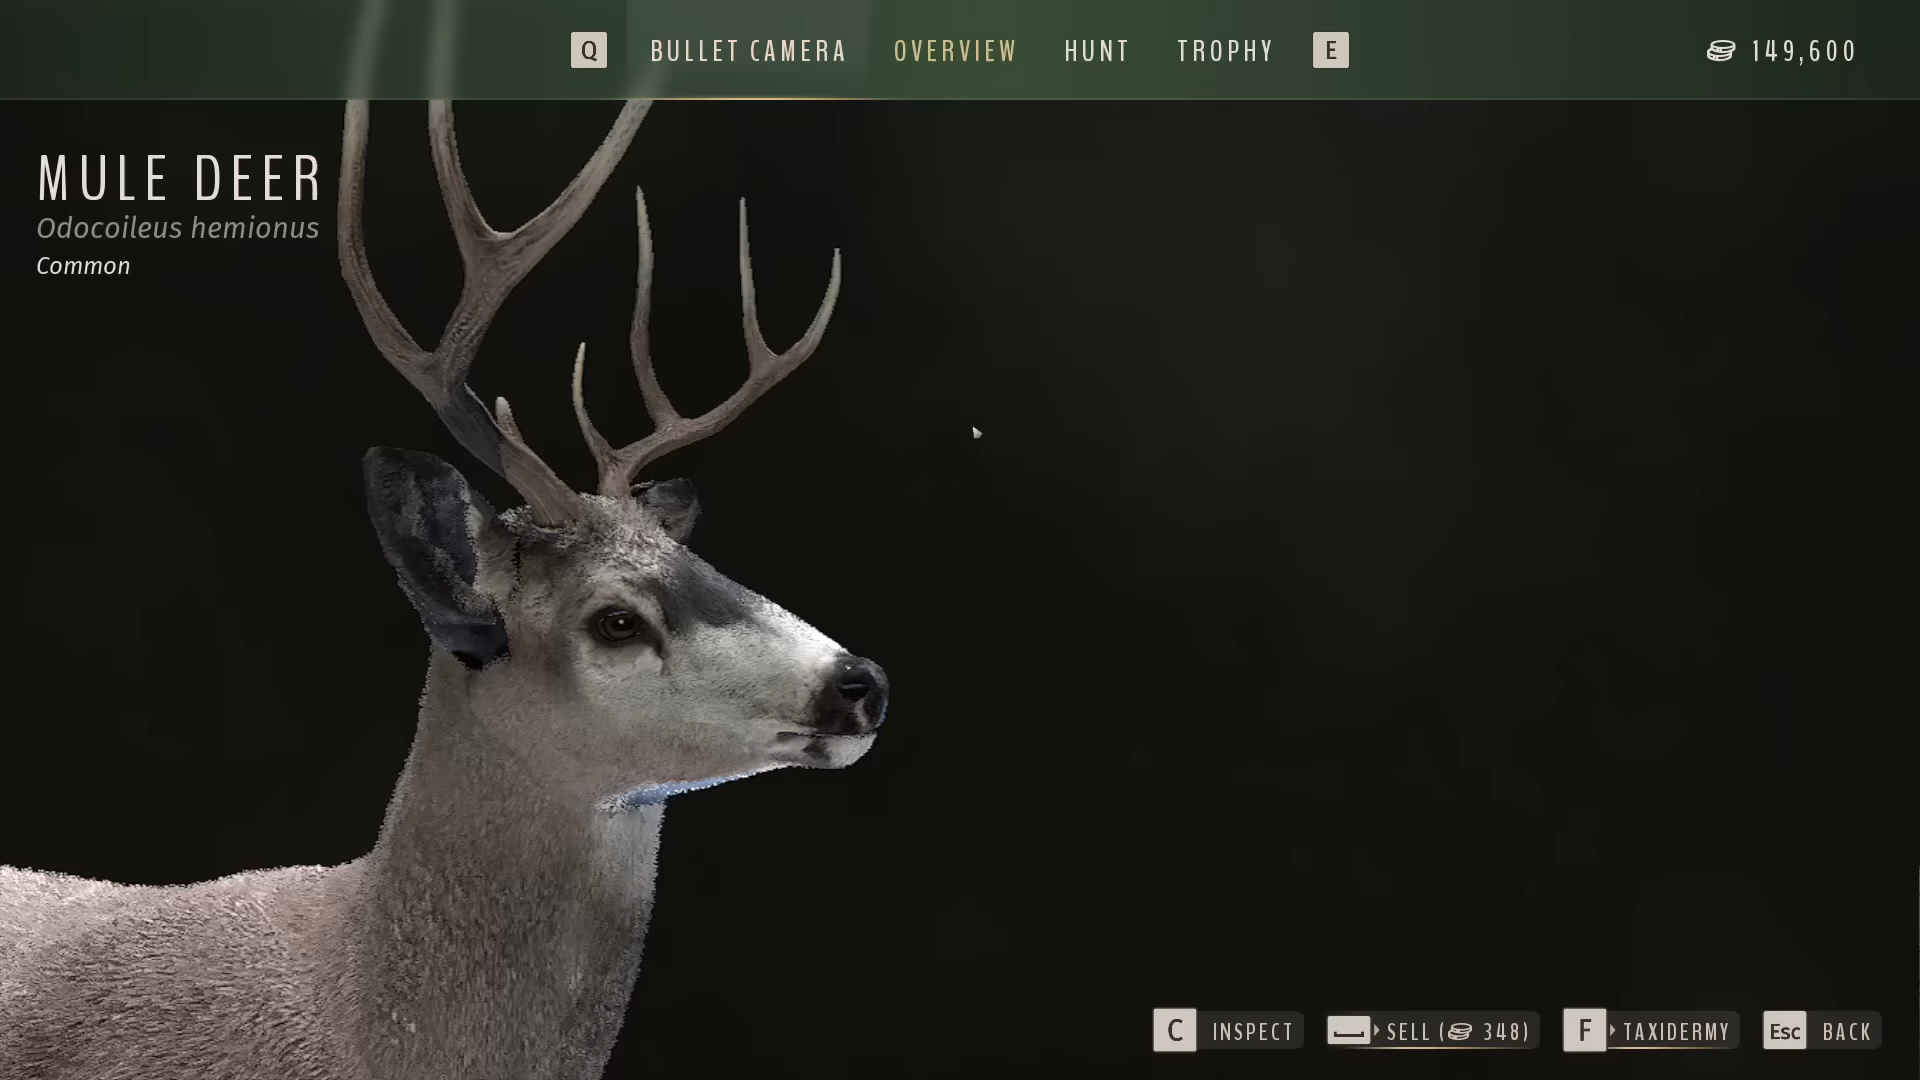 Q BULLET CAMERA OVERVIEW HUNT TROPHY E 149,600
MULE DEER
Odocoileus hemionus
Common
C INSPECT SELL (348) F TAXIDERMY Esc BACK